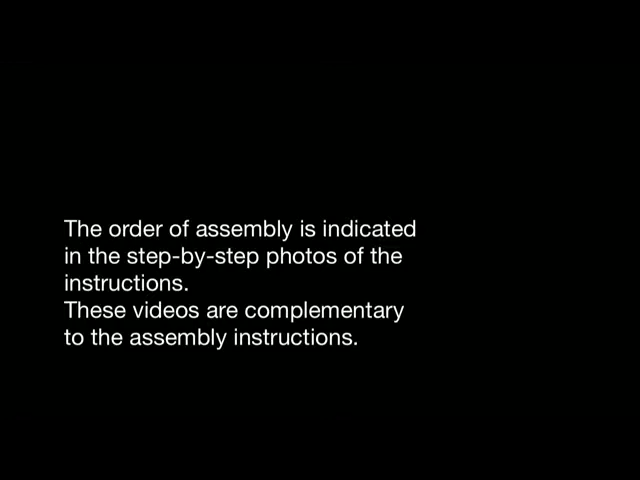 The order of assembly is indicated
in the step-by-step photos of the
instructions.
These videos are complementary
to the assembly instructions.